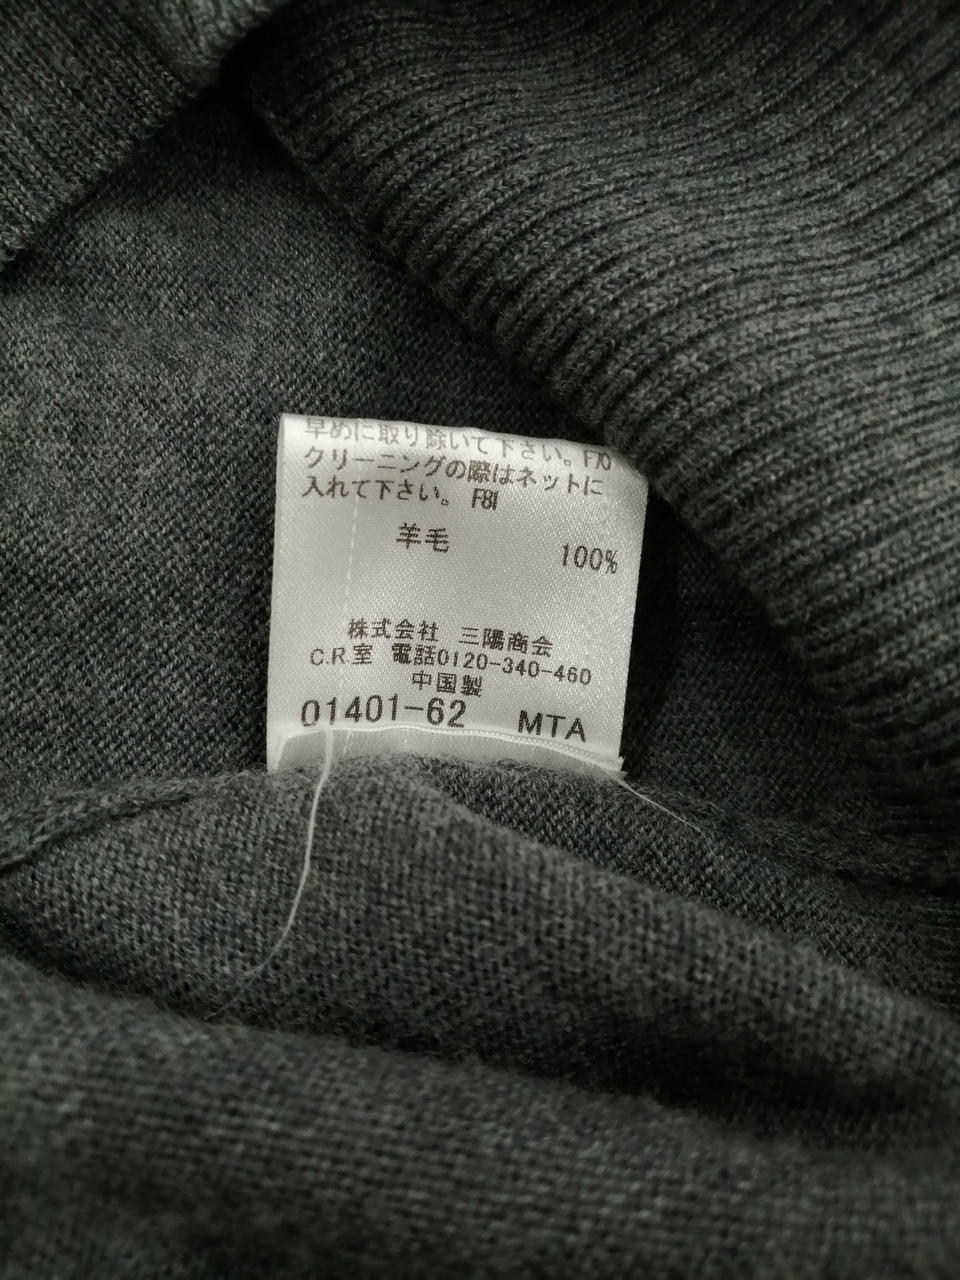 早めに取り除いて下さい。F70
クリーニングの際はネットに
入れて下さい。 F81
羊毛 100%
株式会社 三陽商会
C.R.室 電話0120-340-460
中国製
01401-62 MTA